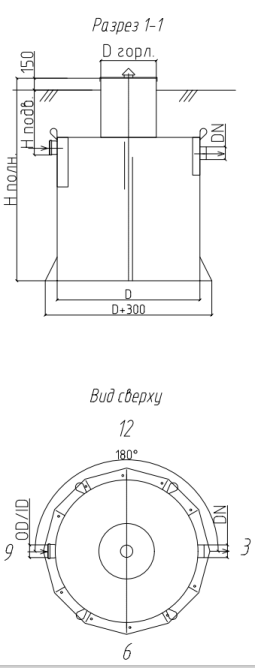 Разрез 1-1
D горл.
150
H подв.
H полн.
DN
D
D+300
Вид сверху
12
180°
OD/ID
DN
9
3
6